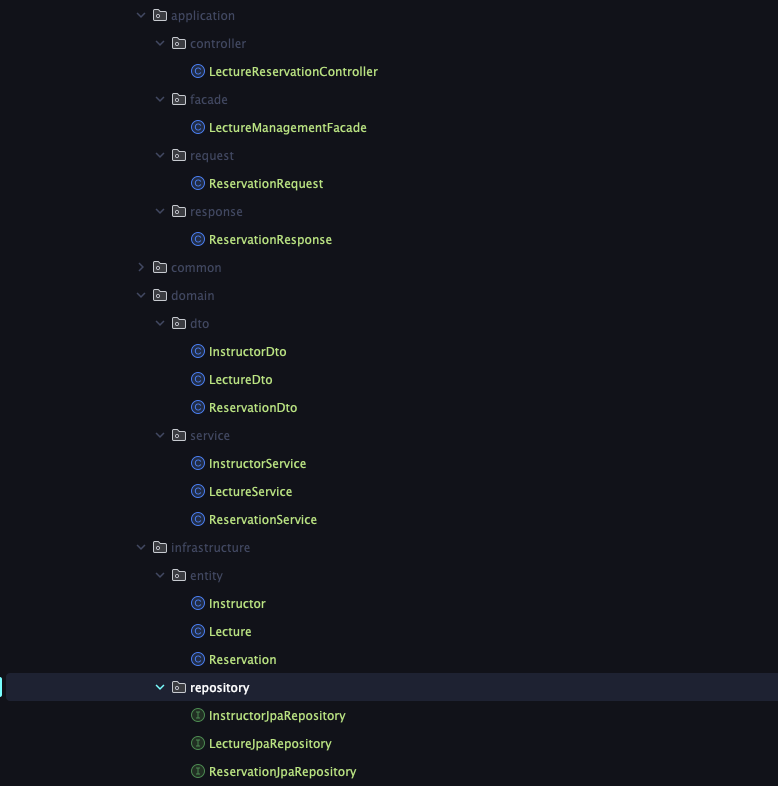 application
controller
LectureReservationController
facade
LectureManagementFacade
request
ReservationRequest
response
ReservationResponse
common
domain
dto
InstructorDto
LectureDto
ReservationDto
service
InstructorService
LectureService
ReservationService
infrastructure
entity
Instructor
Lecture
Reservation
repository
InstructorJpaRepository
LectureJpaRepository
ReservationJpaRepository